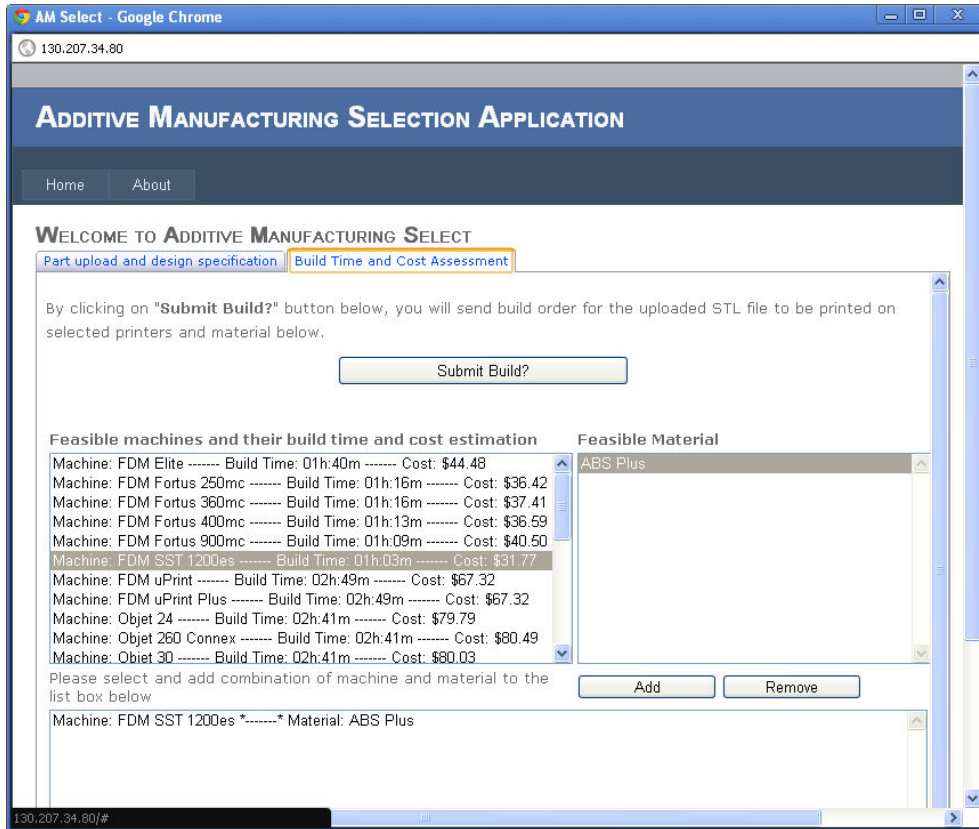 AM Select - Google Chrome
130.207.34.80
ADDITIVE MANUFACTURING SELECTION APPLICATION
Home About
WELCOME TO ADDITIVE MANUFACTURING SELECT
Part upload and design specification Build Time and Cost Assessment
By clicking on "Submit Build?" button below, you will send build order for the uploaded STL file to be printed on
selected printers and material below.
Submit Build?
Feasible machines and their build time and cost estimation Feasible Material
Machine: FDM Elite ------- Build Time: 01h:40m ------- Cost: $44.48 ABS Plus
Machine: FDM Fortus 250mc ------- Build Time: 01h:16m ------- Cost: $36.42
Machine: FDM Fortus 360mc ------- Build Time: 01h:16m ------- Cost: $37.41
Machine: FDM Fortus 400mc ------- Build Time: 01h:13m ------- Cost: $36.59
Machine: FDM Fortus 900mc ------- Build Time: 01h:09m ------- Cost: $40.50
Machine: FDM SST 1200es ------- Build Time: 01h:03m ------- Cost: $31.77
Machine: FDM uPrint ------- Build Time: 02h:49m ------- Cost: $67.32
Machine: FDM uPrint Plus ------- Build Time: 02h:49m ------- Cost: $67.32
Machine: Objet 24 ------- Build Time: 02h:41m ------- Cost: $79.79
Machine: Objet 260 Connex ------- Build Time: 02h:41m ------- Cost: $80.49
Machine: Objet 30 ------- Build Time: 02h:41m ------- Cost: $80.03
Please select and add combination of machine and material to the
list box below
Add Remove
Machine: FDM SST 1200es *-------* Material: ABS Plus
130.207.34.80/#